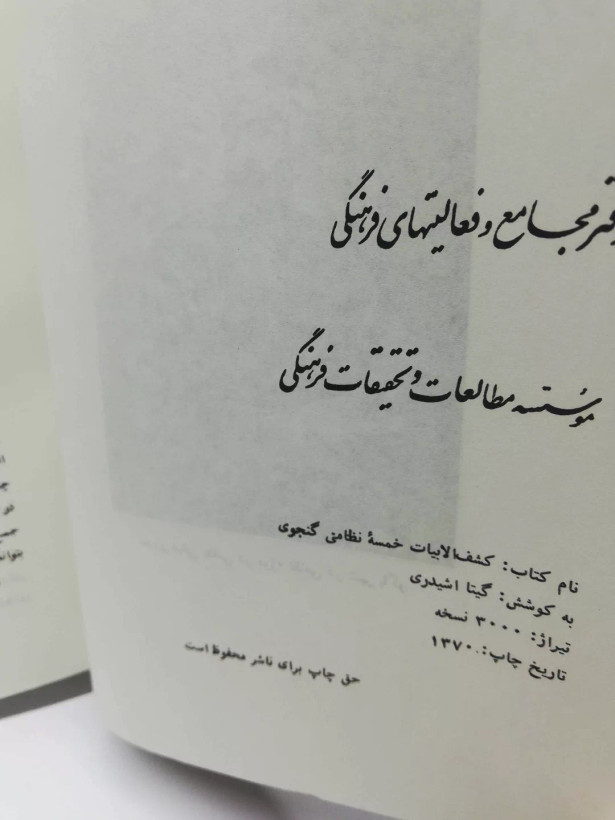 مجامع و فعالیتهای فرهنگی
مؤسسه مطالعات و تحقیقات فرهنگی
نام کتاب: کشف‌الابیات خمسهٔ نظامی گنجوی
به کوشش: گیتا اشیدری
تیراژ: ۳۰۰۰ نسخه
تاریخ چاپ: ۱۳۷۰
حق چاپ برای ناشر محفوظ است